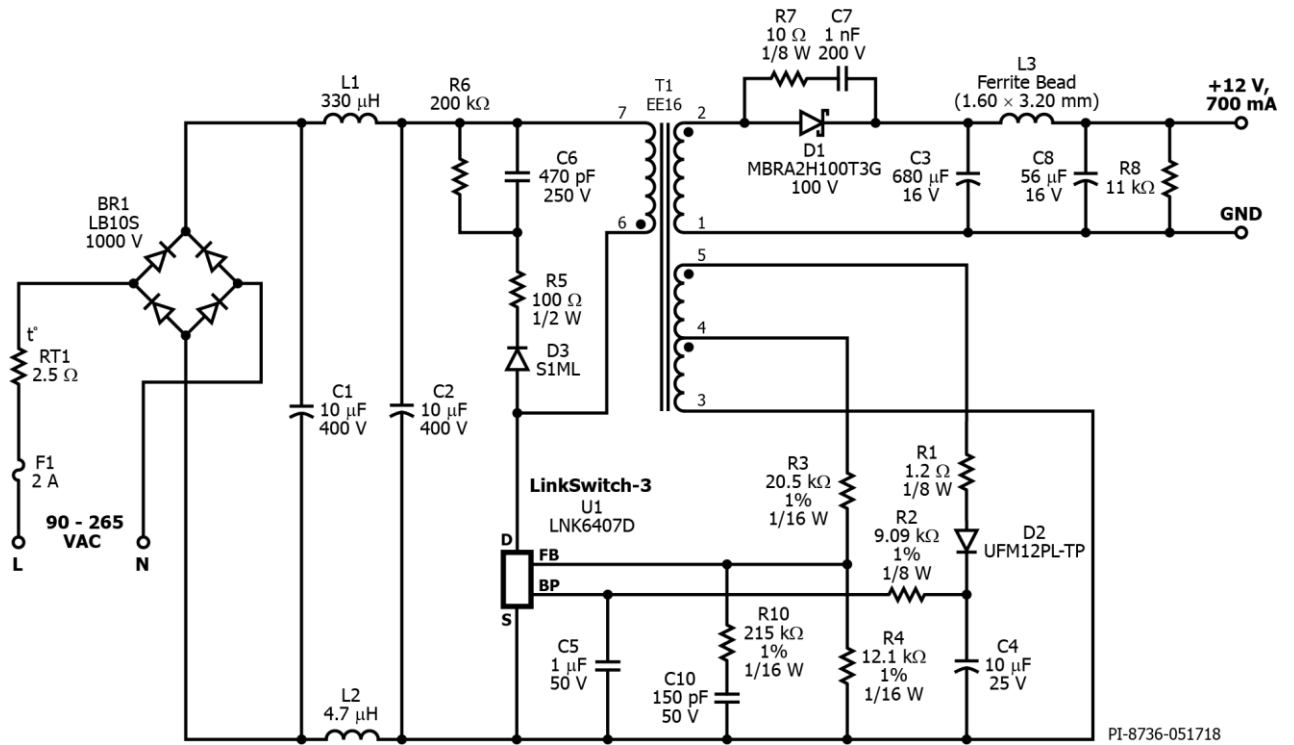 R7
10 Ω
1/8 W
C7
1 nF
200 V
L1
330 μH
R6
200 kΩ
T1
EE16
L3
Ferrite Bead
(1.60 × 3.20 mm)
+12 V,
700 mA
7
2
C6
470 pF
250 V
D1
MBRA2H100T3G
100 V
C3
680 μF
16 V
C8
56 μF
16 V
R8
11 kΩ
BR1
LB10S
1000 V
6
1
GND
5
R5
100 Ω
1/2 W
t°
RT1
2.5 Ω
D3
S1ML
4
C1
10 μF
400 V
C2
10 μF
400 V
3
F1
2 A
R3
20.5 kΩ
1%
1/16 W
R1
1.2 Ω
1/8 W
LinkSwitch-3
U1
LNK6407D
90 - 265
VAC
L
N
R2
9.09 kΩ
1%
1/8 W
D2
UFM12PL-TP
D
FB
BP
S
C5
1 μF
50 V
R10
215 kΩ
1%
1/16 W
C10
150 pF
50 V
R4
12.1 kΩ
1%
1/16 W
C4
10 μF
25 V
L2
4.7 μH
PI-8736-051718